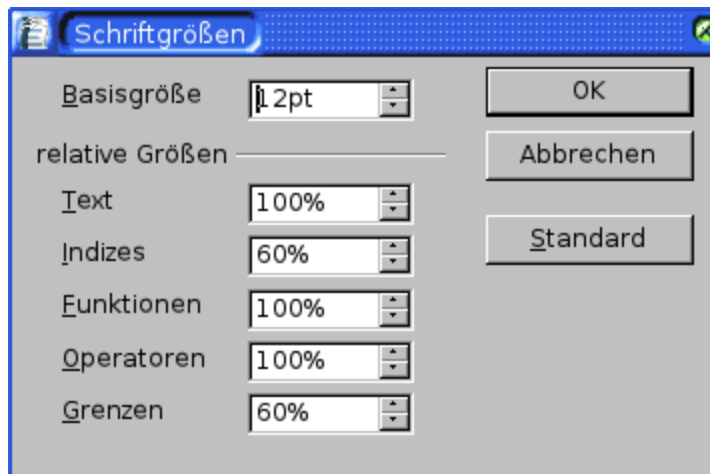 Schriftgrößen
Basisgröße 12pt OK
relative Größen Abbrechen
Text 100%
Standard
Indizes 60%
Funktionen 100%
Operatoren 100%
Grenzen 60%